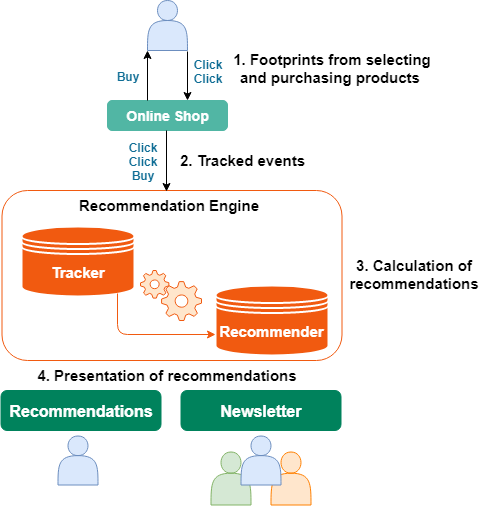 1. Footprints from selecting
and purchasing products
Buy
Click
Click
Online Shop
Click
Click
Buy
2. Tracked events
Recommendation Engine
Tracker
Recommender
3. Calculation of
recommendations
4. Presentation of recommendations
Recommendations
Newsletter